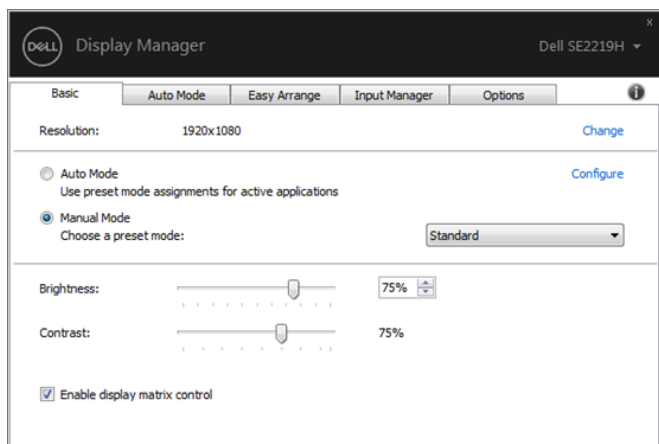 x
DELL Display Manager Dell SE2219H
Basic Auto Mode Easy Arrange Input Manager Options i
Resolution: 1920x1080 Change
Auto Mode Configure
Use preset mode assignments for active applications
Manual Mode
Choose a preset mode: Standard
Brightness: 75%
Contrast: 75%
Enable display matrix control